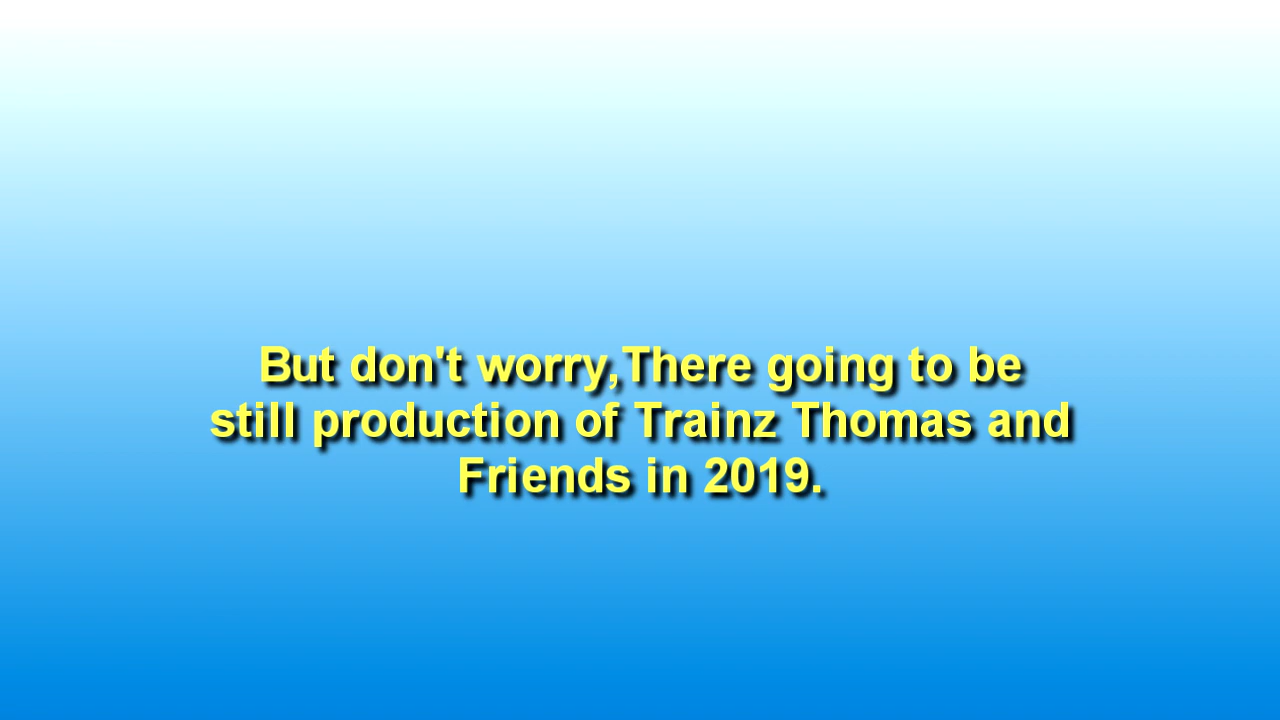 But don't worry,There going to be
still production of Trainz Thomas and
Friends in 2019.